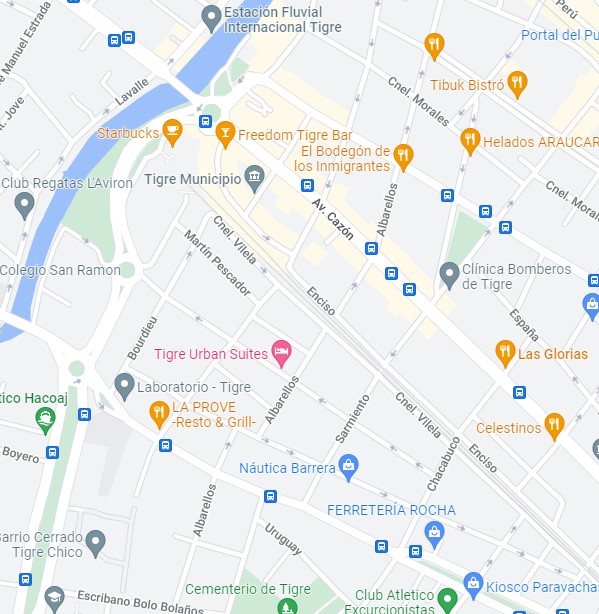 Estación Fluvial
Internacional Tigre
Perú
Portal del Pu
Manuel Estrada
Lavalle
Tibuk Bistró
Cnel. Morales
Jove
Starbucks
Freedom Tigre Bar
El Bodegón de
los Inmigrantes
Helados ARAUCAR
Club Regatas L'Aviron
Tigre Municipio
Cnel. Mora
Av. Cazón
Albarellos
Cnel. Vilela
Martín Pescador
Colegio San Ramon
Clínica Bomberos
de Tigre
Enciso
España
Bourdieu
Tigre Urban Suites
Las Glorias
Laboratorio - Tigre
tico Hacoaj
LA PROVE
-Resto & Grill-
Albarellos
Sarmiento
Cnel. Vilela
Celestinos
Boyero
Náutica Barrera
Chacabuco
Enciso
Albarellos
FERRETERÍA ROCHA
Barrio Cerrado
Tigre Chico
Uruguay
Cementerio de Tigre
Kiosco Paravachas
Escribano Bolo Bolaños
Club Atletico
Excursionistas